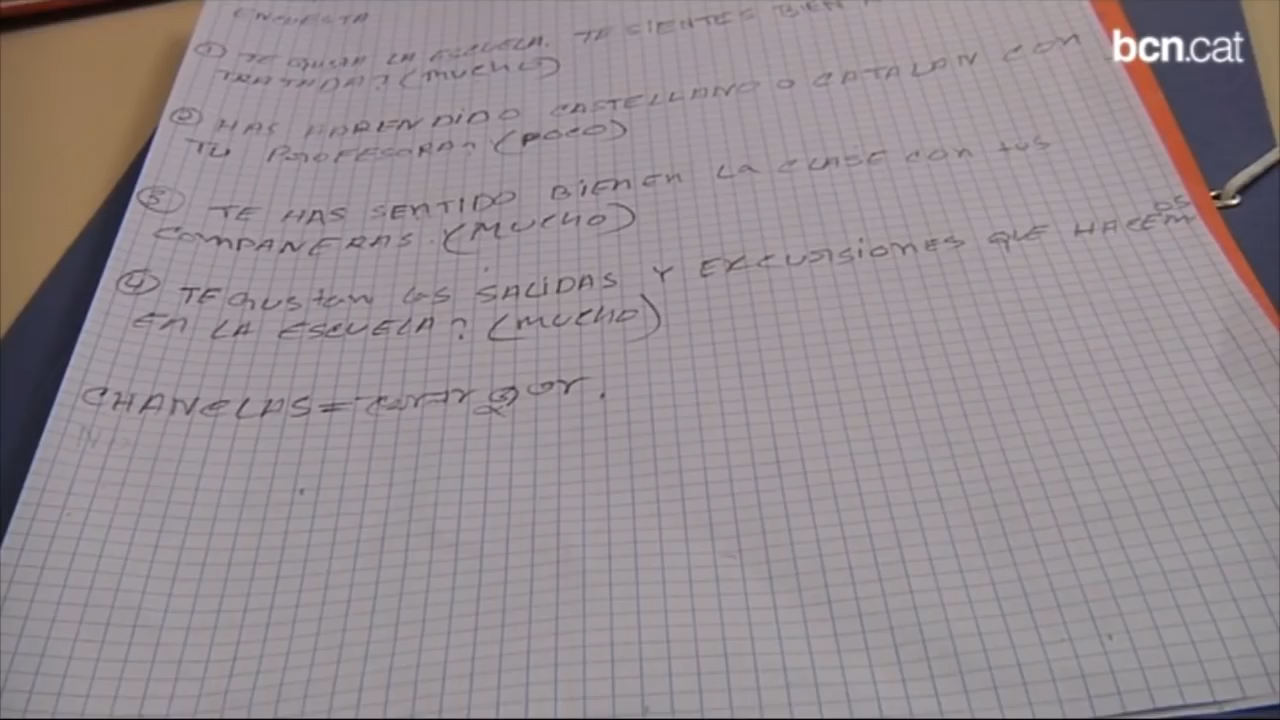 ENCUESTA
bcn.cat
① TE GUSTA LA ESCUELA. TE SIENTES BIEN
TRATADA? (MUCHO)
② HAS HAPRENDIDO CASTELLANO O CATALAN CON
TU PROFESORA? (POCO)
③ TE HAS SENTIDO BIEN EN LA CLASE CON tus
COMPAÑERAS. (MUCHO)
④ TE GusTan Las SALIDAS Y EXCURSIONES QUE HACEMOS
EN LA ESCUELA? (MUCHO)
CHANCLAS =